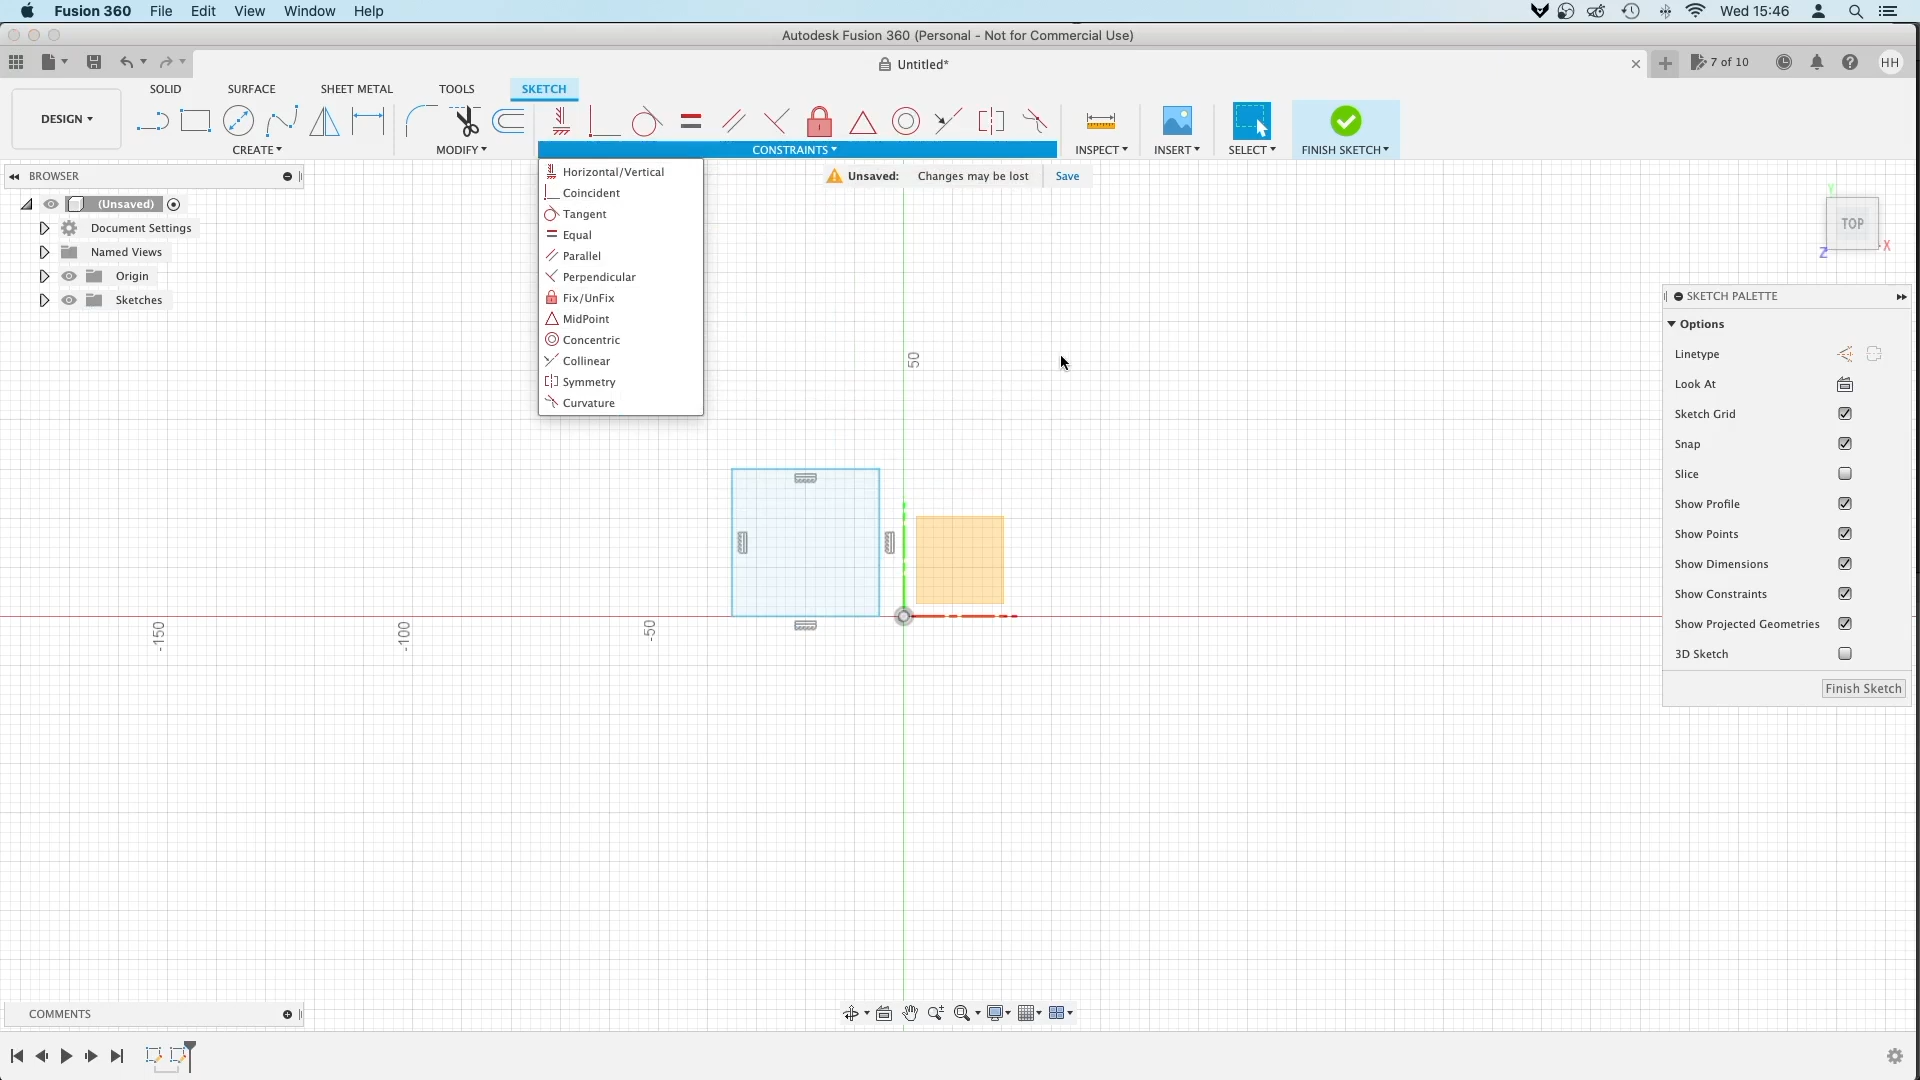 Fusion 360 File Edit View Window Help Wed 15:46
Autodesk Fusion 360 (Personal - Not for Commercial Use)
Untitled* 7 of 10 HH
SOLID SURFACE SHEET METAL TOOLS SKETCH
DESIGN
CREATE MODIFY CONSTRAINTS INSPECT INSERT SELECT FINISH SKETCH
BROWSER
Unsaved: Changes may be lost Save
(Unsaved)
Document Settings
Named Views
Origin
Sketches
Horizontal/Vertical
Coincident
Tangent
Equal
Parallel
Perpendicular
Fix/UnFix
MidPoint
Concentric
Collinear
Symmetry
Curvature
Y
TOP
X
Z
50
-150
-100
-50
SKETCH PALETTE
Options
Linetype
Look At
Sketch Grid
Snap
Slice
Show Profile
Show Points
Show Dimensions
Show Constraints
Show Projected Geometries
3D Sketch
Finish Sketch
COMMENTS